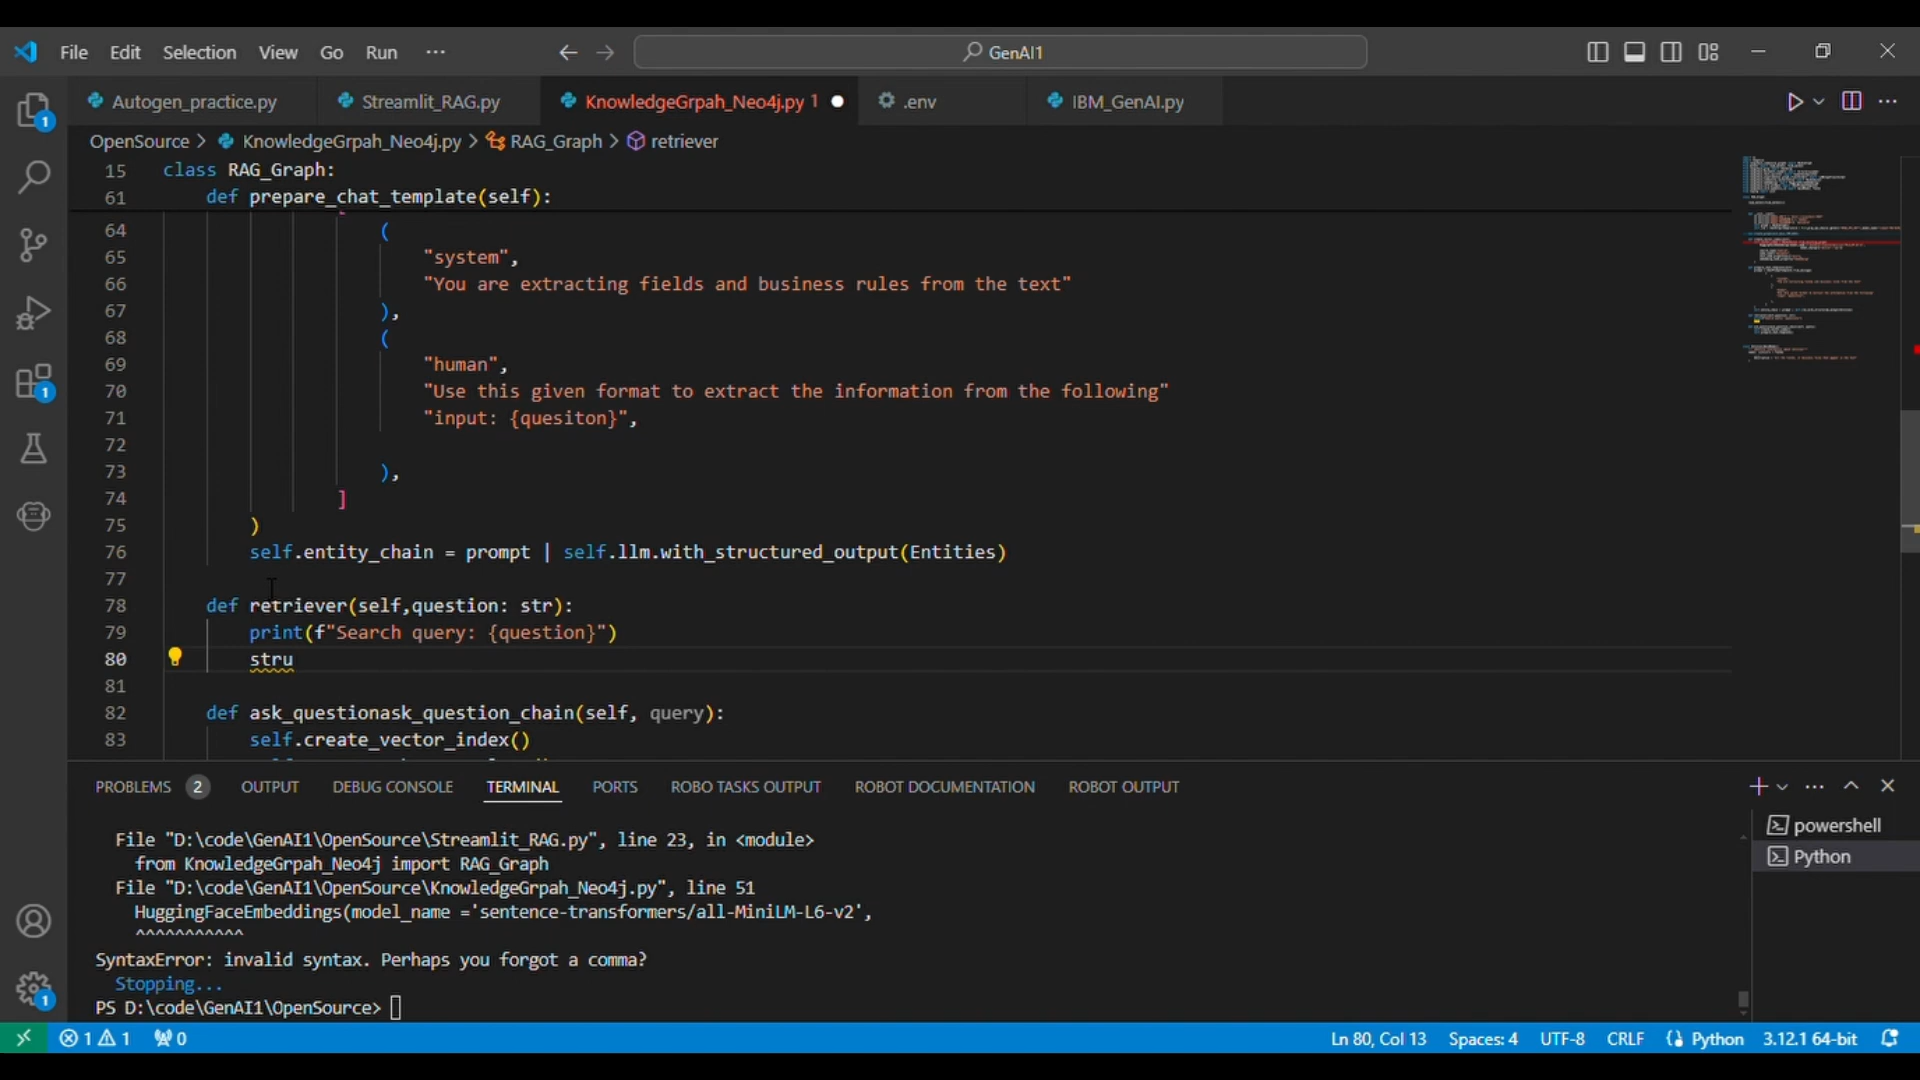 File Edit Selection View Go Run ··· GenAI1
Autogen_practice.py Streamlit_RAG.py KnowledgeGrpah_Neo4j.py 1 .env IBM_GenAI.py
OpenSource > KnowledgeGrpah_Neo4j.py > RAG_Graph > retriever
15 class RAG_Graph:
61 def prepare_chat_template(self):
64 (
65 "system",
66 "You are extracting fields and business rules from the text"
67 ),
68 (
69 "human",
70 "Use this given format to extract the information from the following"
71 "input: {quesiton}",
72
73 ),
74 ]
75 )
76 self.entity_chain = prompt | self.llm.with_structured_output(Entities)
77
78 def retriever(self,question: str):
79 print(f"Search query: {question}")
80 stru
81
82 def ask_questionask_question_chain(self, query):
83 self.create_vector_index()
PROBLEMS 2 OUTPUT DEBUG CONSOLE TERMINAL PORTS ROBO TASKS OUTPUT ROBOT DOCUMENTATION ROBOT OUTPUT
File "D:\code\GenAI1\OpenSource\Streamlit_RAG.py", line 23, in <module>
from KnowledgeGrpah_Neo4j import RAG_Graph
File "D:\code\GenAI1\OpenSource\KnowledgeGrpah_Neo4j.py", line 51
HuggingFaceEmbeddings(model_name ='sentence-transformers/all-MiniLM-L6-v2',
^^^^^^^^^^^
SyntaxError: invalid syntax. Perhaps you forgot a comma?
Stopping...
PS D:\code\GenAI1\OpenSource>
powershell
Python
1 1 0 Ln 80, Col 13 Spaces: 4 UTF-8 CRLF Python 3.12.1 64-bit